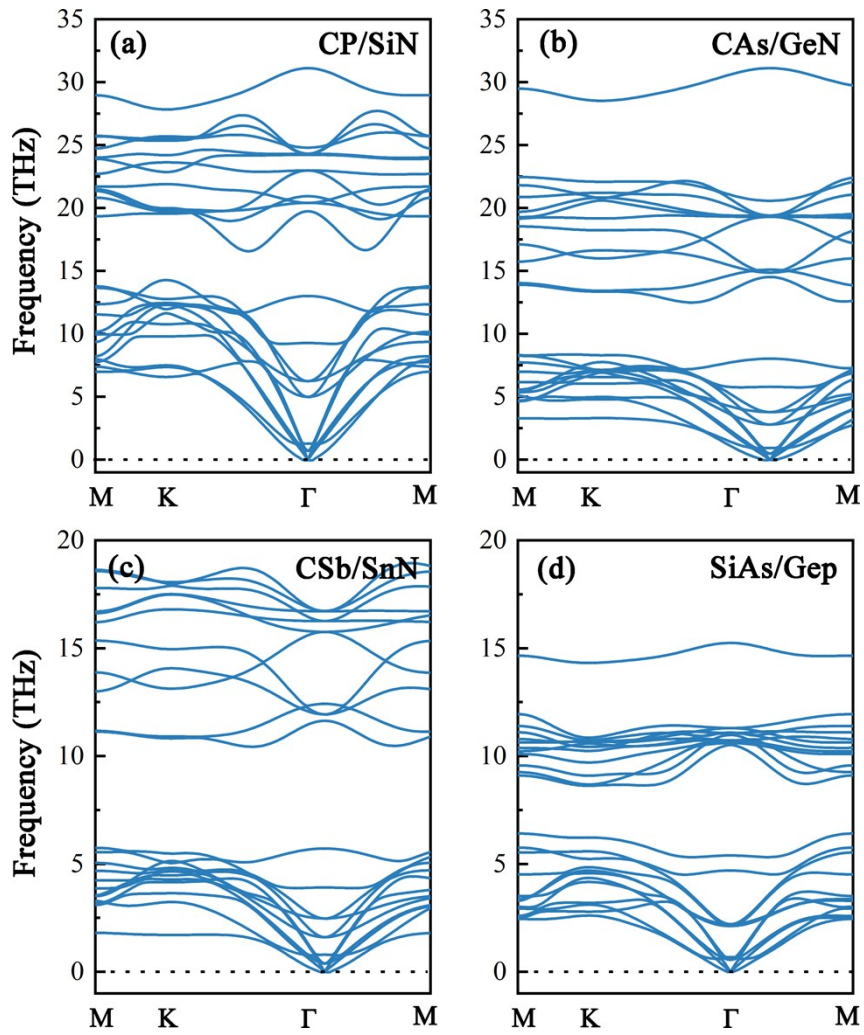 (a) CP/SiN
35
30
25
20
15
10
5
0
Frequency (THz)
M K Γ M
(b) CAs/GeN
35
30
25
20
15
10
5
0
M K Γ M
(c) CSb/SnN
20
15
10
5
0
Frequency (THz)
M K Γ M
(d) SiAs/Gep
20
15
10
5
0
M K Γ M